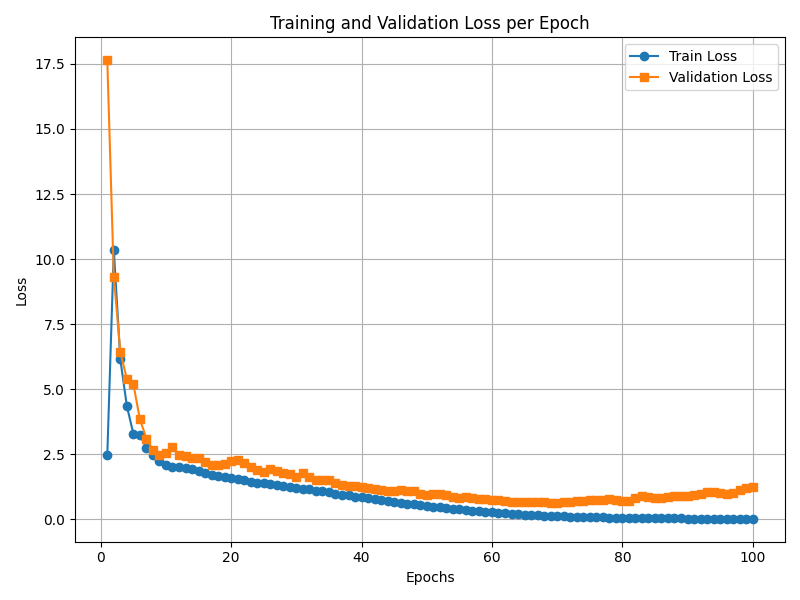 Training and Validation Loss per Epoch
Train Loss
Validation Loss
17.5
15.0
12.5
10.0
7.5
5.0
2.5
0.0
Loss
0 20 40 60 80 100
Epochs